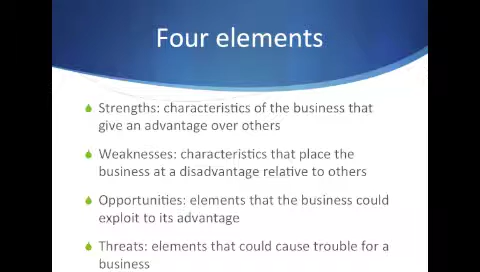 Four elements
Strengths: characteristics of the business that
give an advantage over others
Weaknesses: characteristics that place the
business at a disadvantage relative to others
Opportunities: elements that the business could
exploit to its advantage
Threats: elements that could cause trouble for a
business